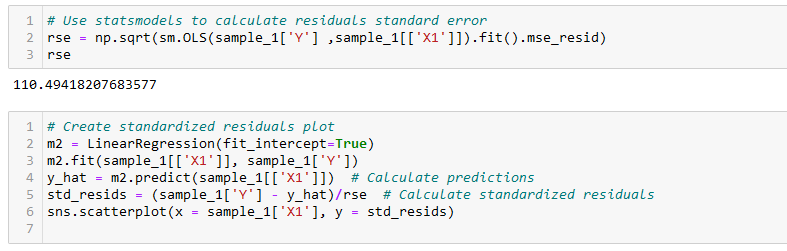 1 # Use statsmodels to calculate residuals standard error
2 rse = np.sqrt(sm.OLS(sample_1['Y'] ,sample_1[['X1']]).fit().mse_resid)
3 rse
110.49418207683577
1 # Create standardized residuals plot
2 m2 = LinearRegression(fit_intercept=True)
3 m2.fit(sample_1[['X1']], sample_1['Y'])
4 y_hat = m2.predict(sample_1[['X1']])  # Calculate predictions
5 std_resids = (sample_1['Y'] - y_hat)/rse  # Calculate standardized residuals
6 sns.scatterplot(x = sample_1['X1'], y = std_resids)
7